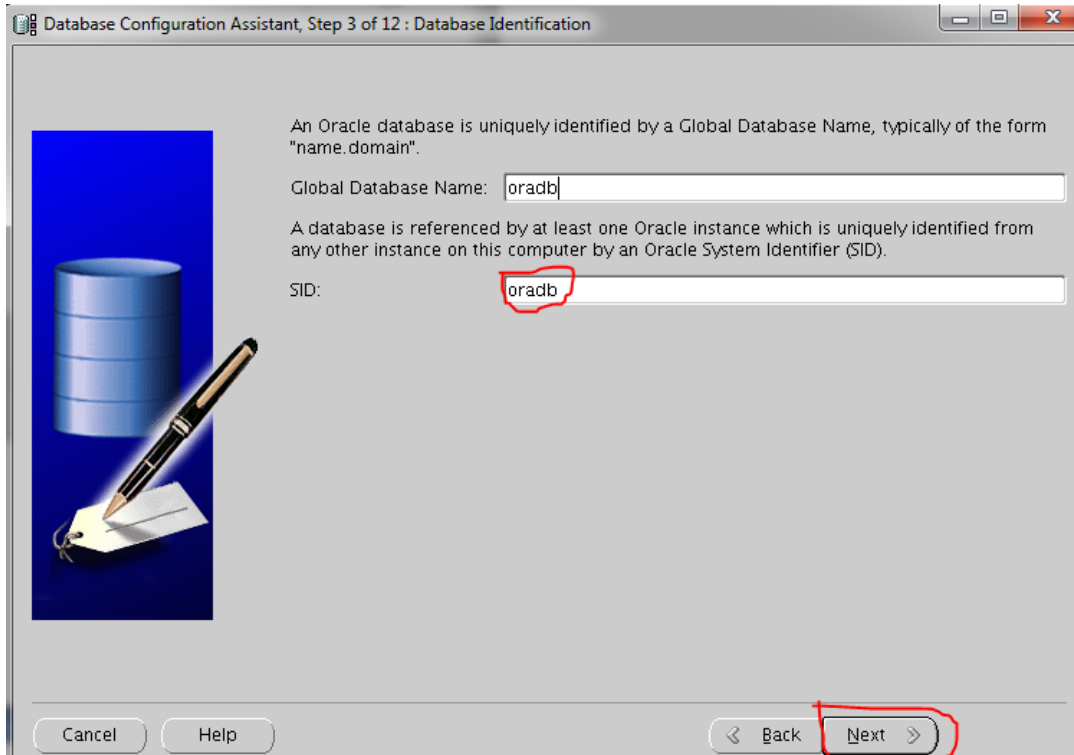 Database Configuration Assistant, Step 3 of 12 : Database Identification
An Oracle database is uniquely identified by a Global Database Name, typically of the form
"name.domain".
Global Database Name: oradb
A database is referenced by at least one Oracle instance which is uniquely identified from
any other instance on this computer by an Oracle System Identifier (SID).
SID: oradb
Cancel Help Back Next